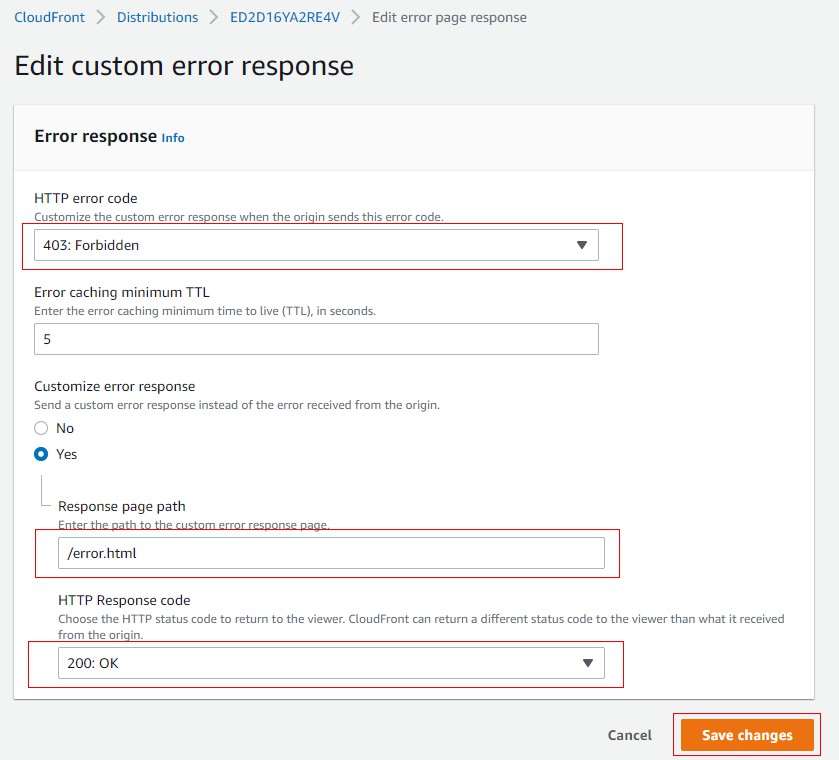 CloudFront > Distributions > ED2D16YA2RE4V > Edit error page response
Edit custom error response
Error response Info
HTTP error code
Customize the custom error response when the origin sends this error code.
403: Forbidden
Error caching minimum TTL
Enter the error caching minimum time to live (TTL), in seconds.
5
Customize error response
Send a custom error response instead of the error received from the origin.
No
Yes
Response page path
Enter the path to the custom error response page.
/error.html
HTTP Response code
Choose the HTTP status code to return to the viewer. CloudFront can return a different status code to the viewer than what it received
from the origin.
200: OK
Cancel Save changes